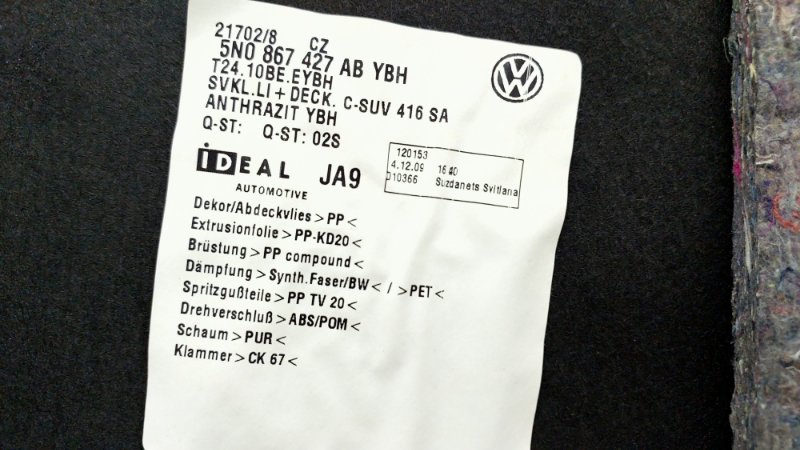 21702/8 CZ
5N0 867 427 AB YBH
T24.10BE.EYBH
SVKL.LI + DECK. C-SUV 416 SA
ANTHRAZIT YBH
Q-ST: Q-ST: 02S
IDEAL JA9
AUTOMOTIVE
120153
4.12.09
010366 Suzdanets Svitlana
Dekor/Abdeckvlies > PP <
Extrusionfolie > PP-KD20 <
Brüstung > PP compound <
Dämpfung > Synth.Faser/BW < / > PET <
Spritzgußteile > PP TV 20 <
Drehverschluß > ABS/POM <
Schaum > PUR <
Klammer > CK 67 <
VW